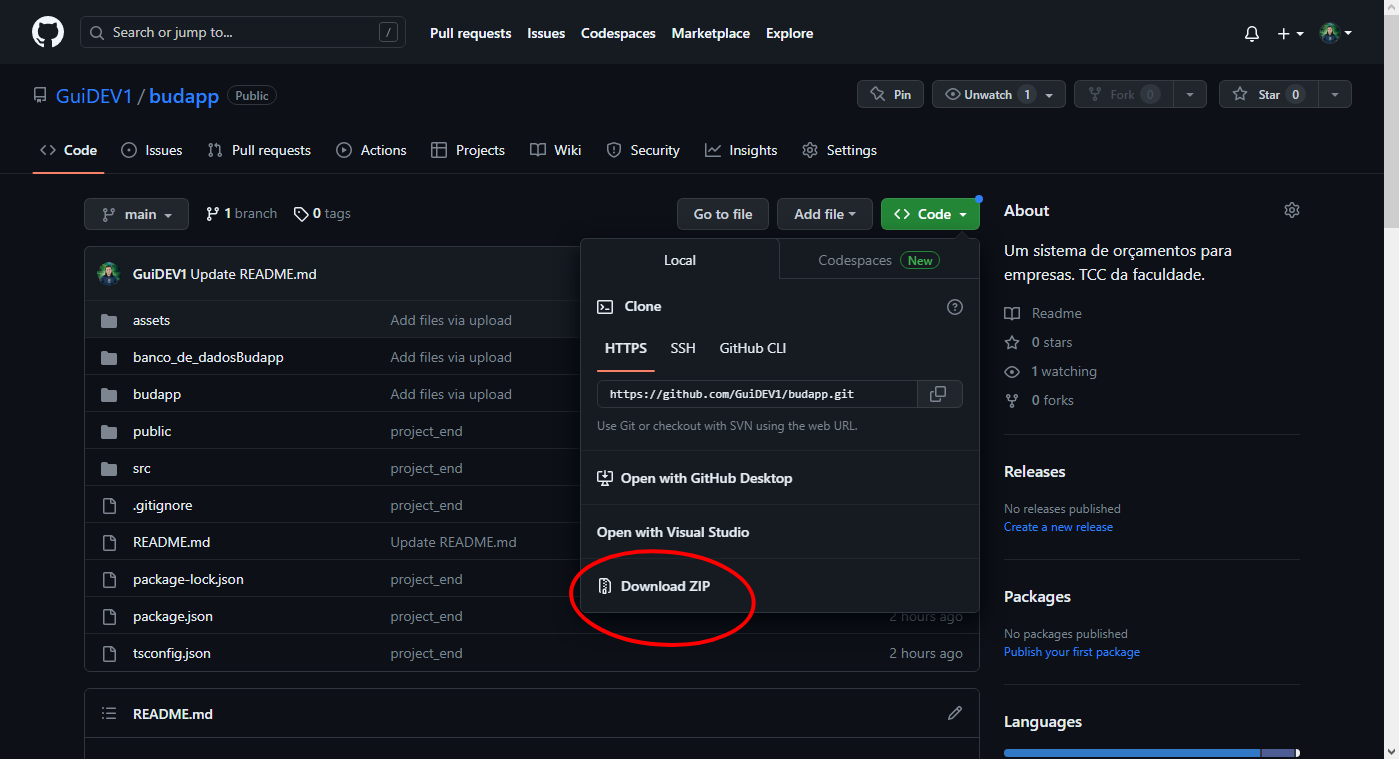 Search or jump to... /
Pull requests Issues Codespaces Marketplace Explore
GuiDEV1 / budapp Public
Pin Unwatch 1 Fork 0 Star 0
Code Issues Pull requests Actions Projects Wiki Security Insights Settings
main 1 branch 0 tags Go to file Add file Code
GuiDEV1 Update README.md
assets Add files via upload
banco_de_dadosBudapp Add files via upload
budapp Add files via upload
public project_end
src project_end
.gitignore project_end
README.md Update README.md
package-lock.json project_end
package.json project_end 2 hours ago
tsconfig.json project_end 2 hours ago
README.md
Local Codespaces New
Clone
HTTPS SSH GitHub CLI
https://github.com/GuiDEV1/budapp.git
Use Git or checkout with SVN using the web URL.
Open with GitHub Desktop
Open with Visual Studio
Download ZIP
About
Um sistema de orçamentos para
empresas. TCC da faculdade.
Readme
0 stars
1 watching
0 forks
Releases
No releases published
Create a new release
Packages
No packages published
Publish your first package
Languages